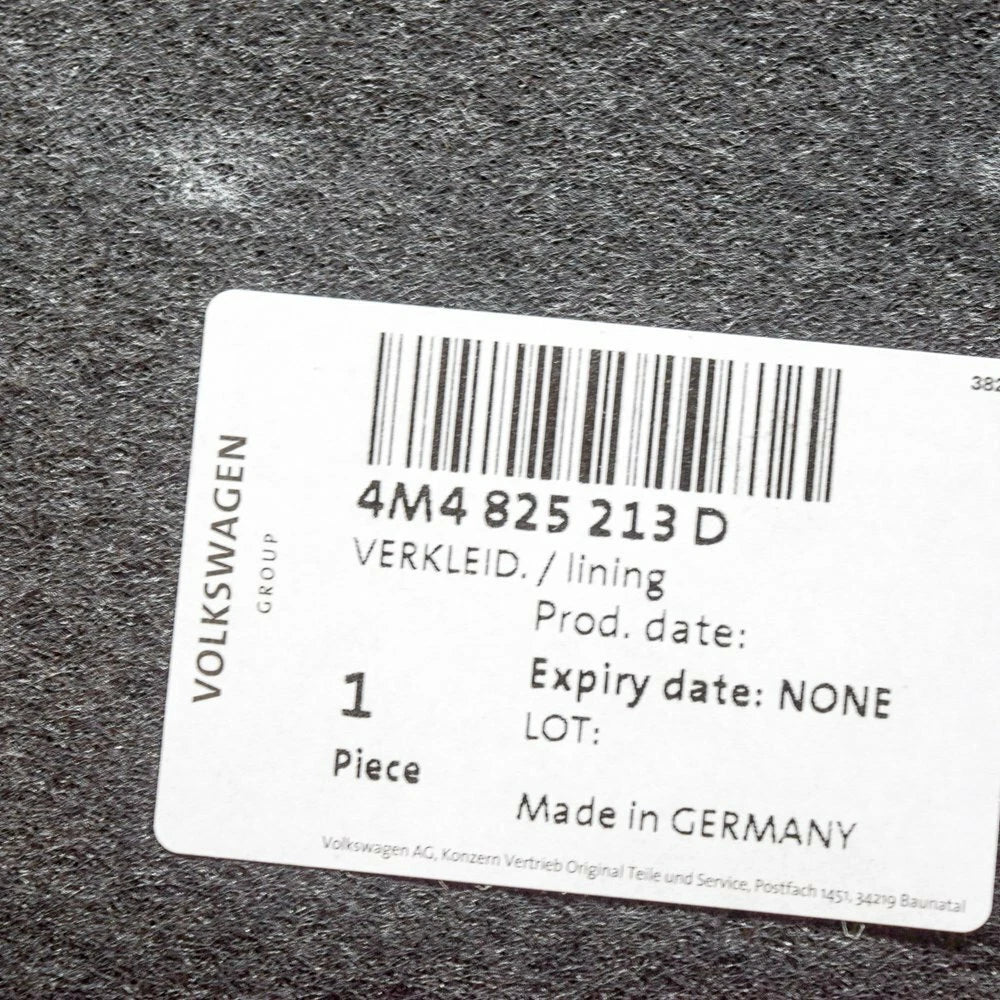 382
4M4 825 213 D
VERKLEID. / lining
Prod. date:
Expiry date: NONE
LOT:
1
Piece
Made in GERMANY
Volkswagen AG, Konzern Vertrieb Original Teile und Service, Postfach 1451, 34219 Baunatal
VOLKSWAGEN
GROUP